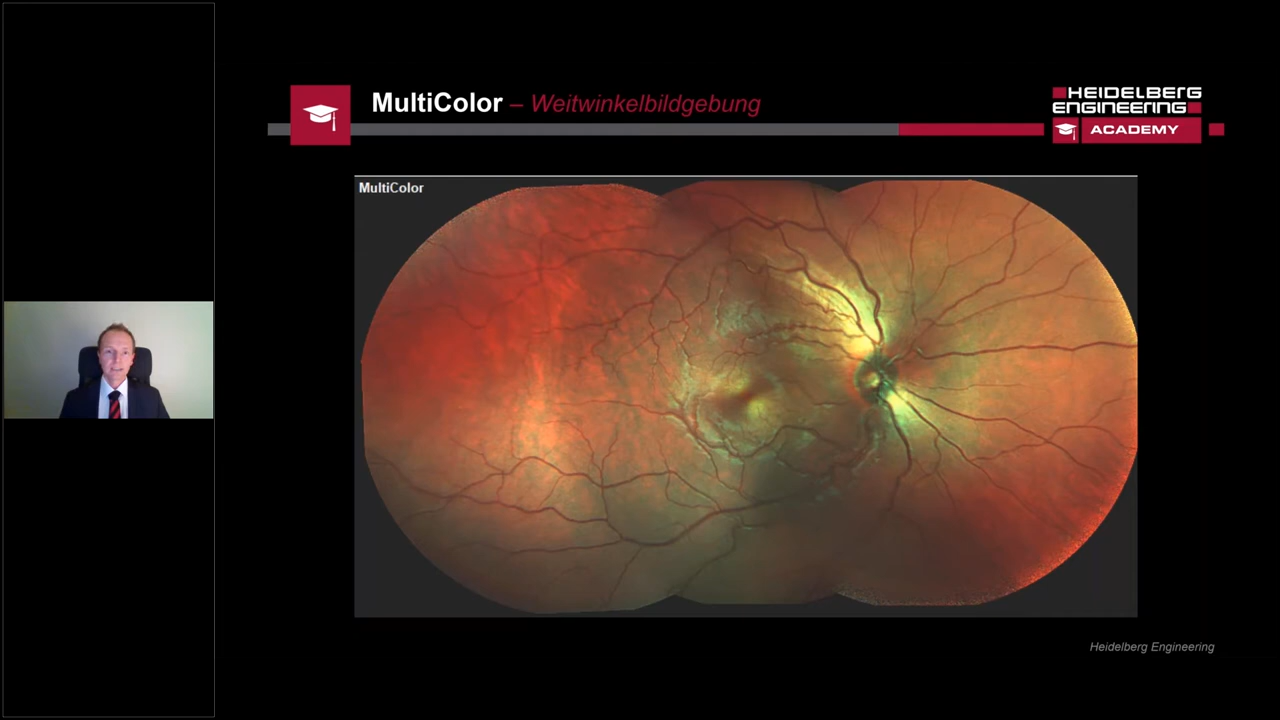 MultiColor – Weitwinkelbildgebung
HEIDELBERG
ENGINEERING
ACADEMY
MultiColor
Heidelberg Engineering